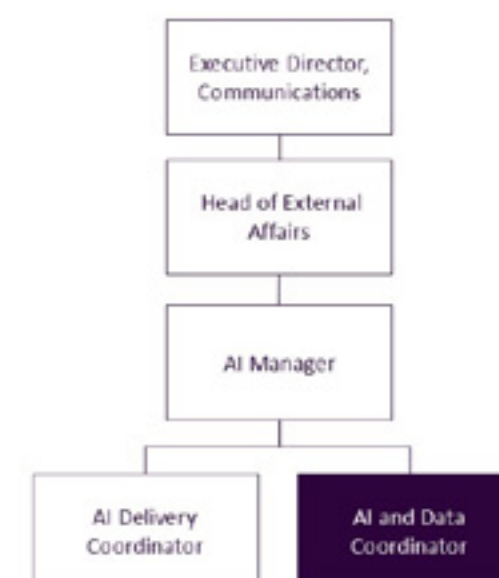 Executive Director,
Communications
Head of External
Affairs
AI Manager
AI Delivery
Coordinator
AI and Data
Coordinator